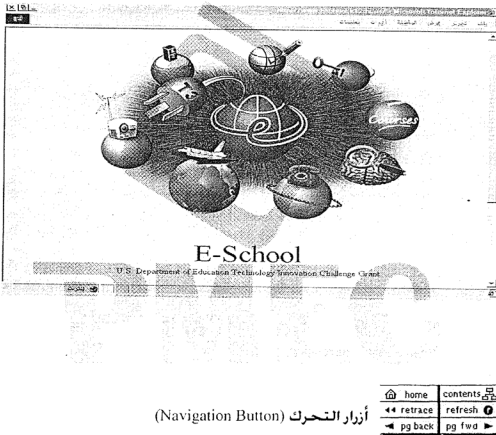 T.S
Courses
E-School
U.S. Department of Education Technology Innovation Challenge Grant
PMEC
أزرار التحرك (Navigation Button)
home contents
retrace refresh
pg back pg fwd